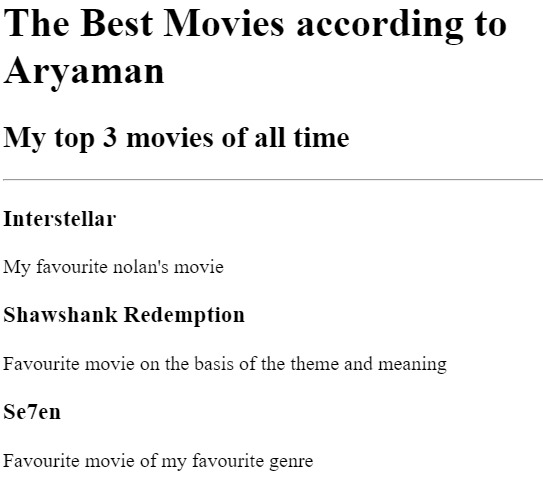 The Best Movies according to
Aryaman
My top 3 movies of all time
Interstellar
My favourite nolan's movie
Shawshank Redemption
Favourite movie on the basis of the theme and meaning
Se7en
Favourite movie of my favourite genre